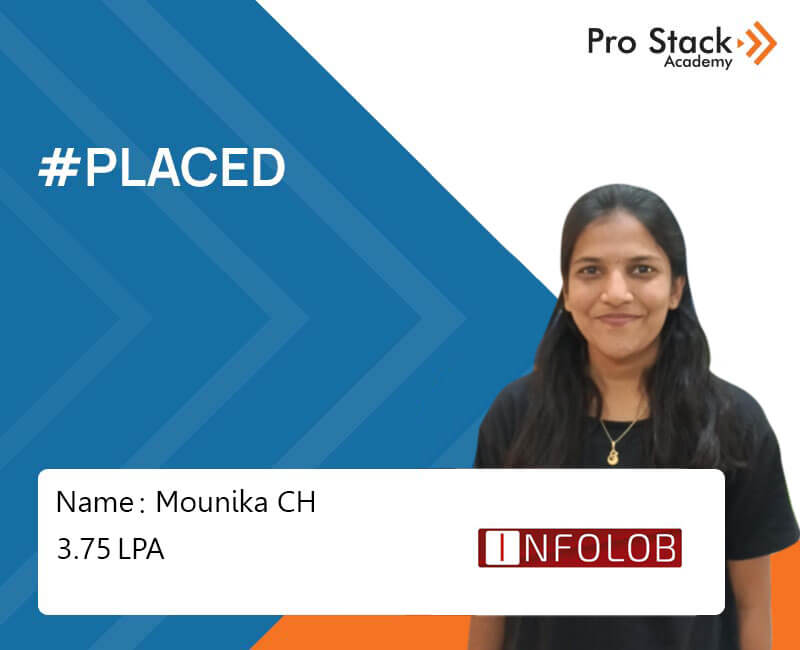 Pro Stack
Academy
#PLACED
Name: Mounika CH
3.75 LPA
INFOLOB